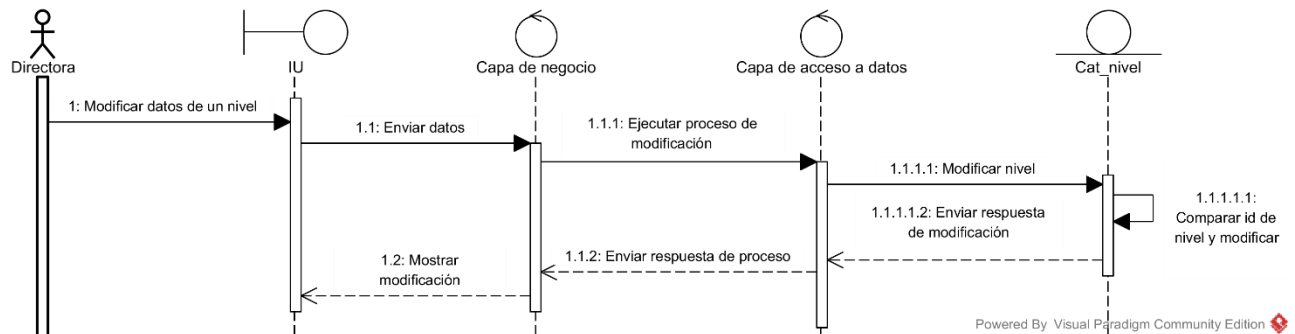 Directora
IU
Capa de negocio
Capa de acceso a datos
Cat_nivel
1: Modificar datos de un nivel
1.1: Enviar datos
1.1.1: Ejecutar proceso de
modificación
1.1.1.1: Modificar nivel
1.1.1.1.1:
Comparar id de
nivel y modificar
1.1.1.1.2: Enviar respuesta
de modificación
1.1.2: Enviar respuesta de proceso
1.2: Mostrar
modificación
Powered By Visual Paradigm Community Edition